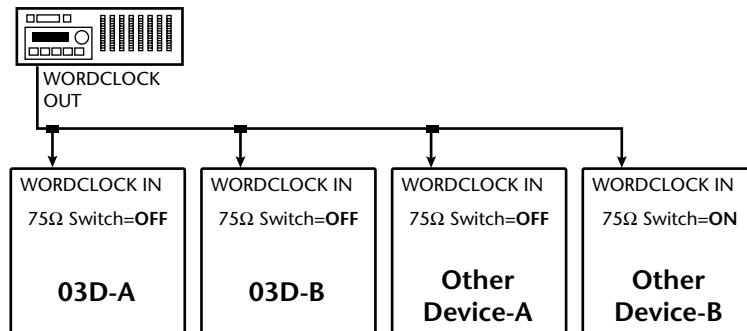 WORDCLOCK
OUT
WORDCLOCK IN
75Ω Switch=OFF
03D-A
WORDCLOCK IN
75Ω Switch=OFF
03D-B
WORDCLOCK IN
75Ω Switch=OFF
Other
Device-A
WORDCLOCK IN
75Ω Switch=ON
Other
Device-B